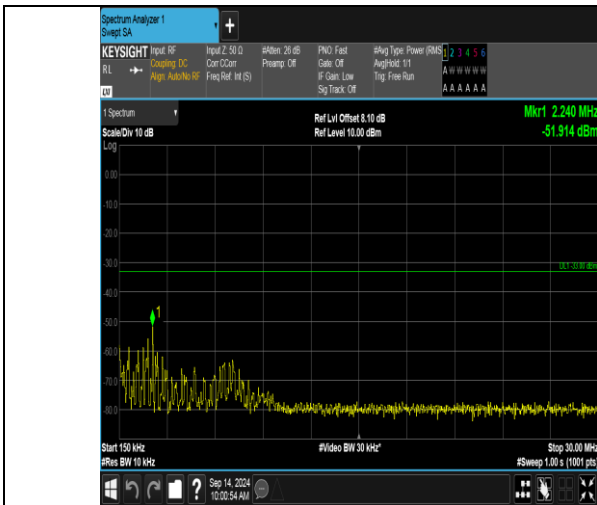 Spectrum Analyzer 1
Swept SA
+
KEYSIGHT Input: RF Input Z: 50 Ω #Atten: 26 dB PNO: Fast #Avg Type: Power (RMS 1 2 3 4 5 6
RL Coupling: DC Corr CCorr Preamp: Off Gate: Off Avg|Hold: 1/1 A W W W W W
Align: Auto/No RF Freq Ref: Int (S) IF Gain: Low Trig: Free Run
LXI Sig Track: Off A A A A A A
1 Spectrum Ref Lvl Offset 8.10 dB Mkr1 2.240 MHz
Scale/Div 10 dB Ref Level 10.00 dBm -51.914 dBm
Log
0.00
-10.0
-20.0
-30.0 DL1 -33.00 dBm
-40.0
1
-50.0
-60.0
-70.0
-80.0
Start 150 kHz #Video BW 30 kHz* Stop 30.00 MHz
#Res BW 10 kHz #Sweep 1.00 s (1001 pts)
? Sep 14, 2024
10:00:54 AM